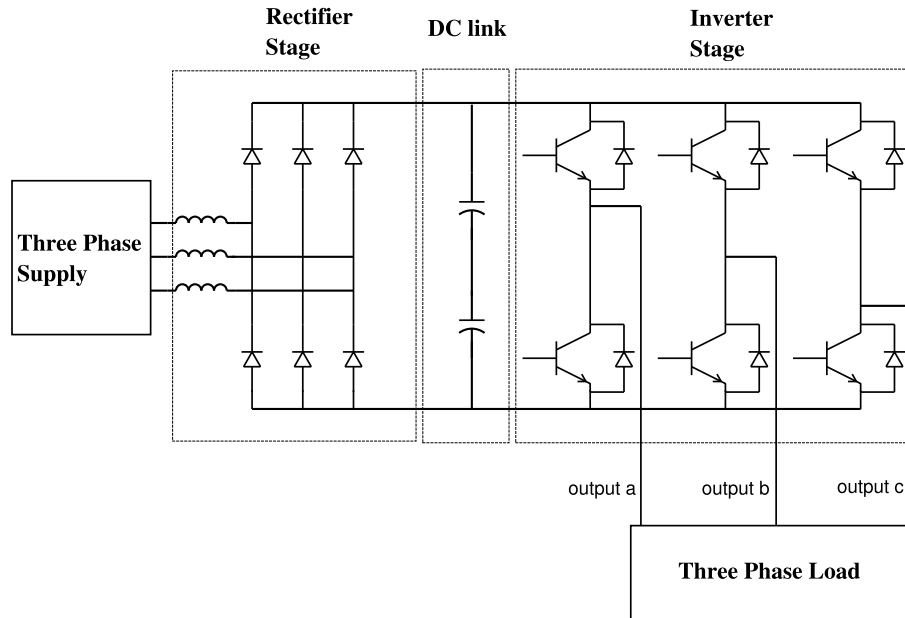 Rectifier
Stage
DC link
Inverter
Stage
Three Phase
Supply
output a
output b
output c
Three Phase Load